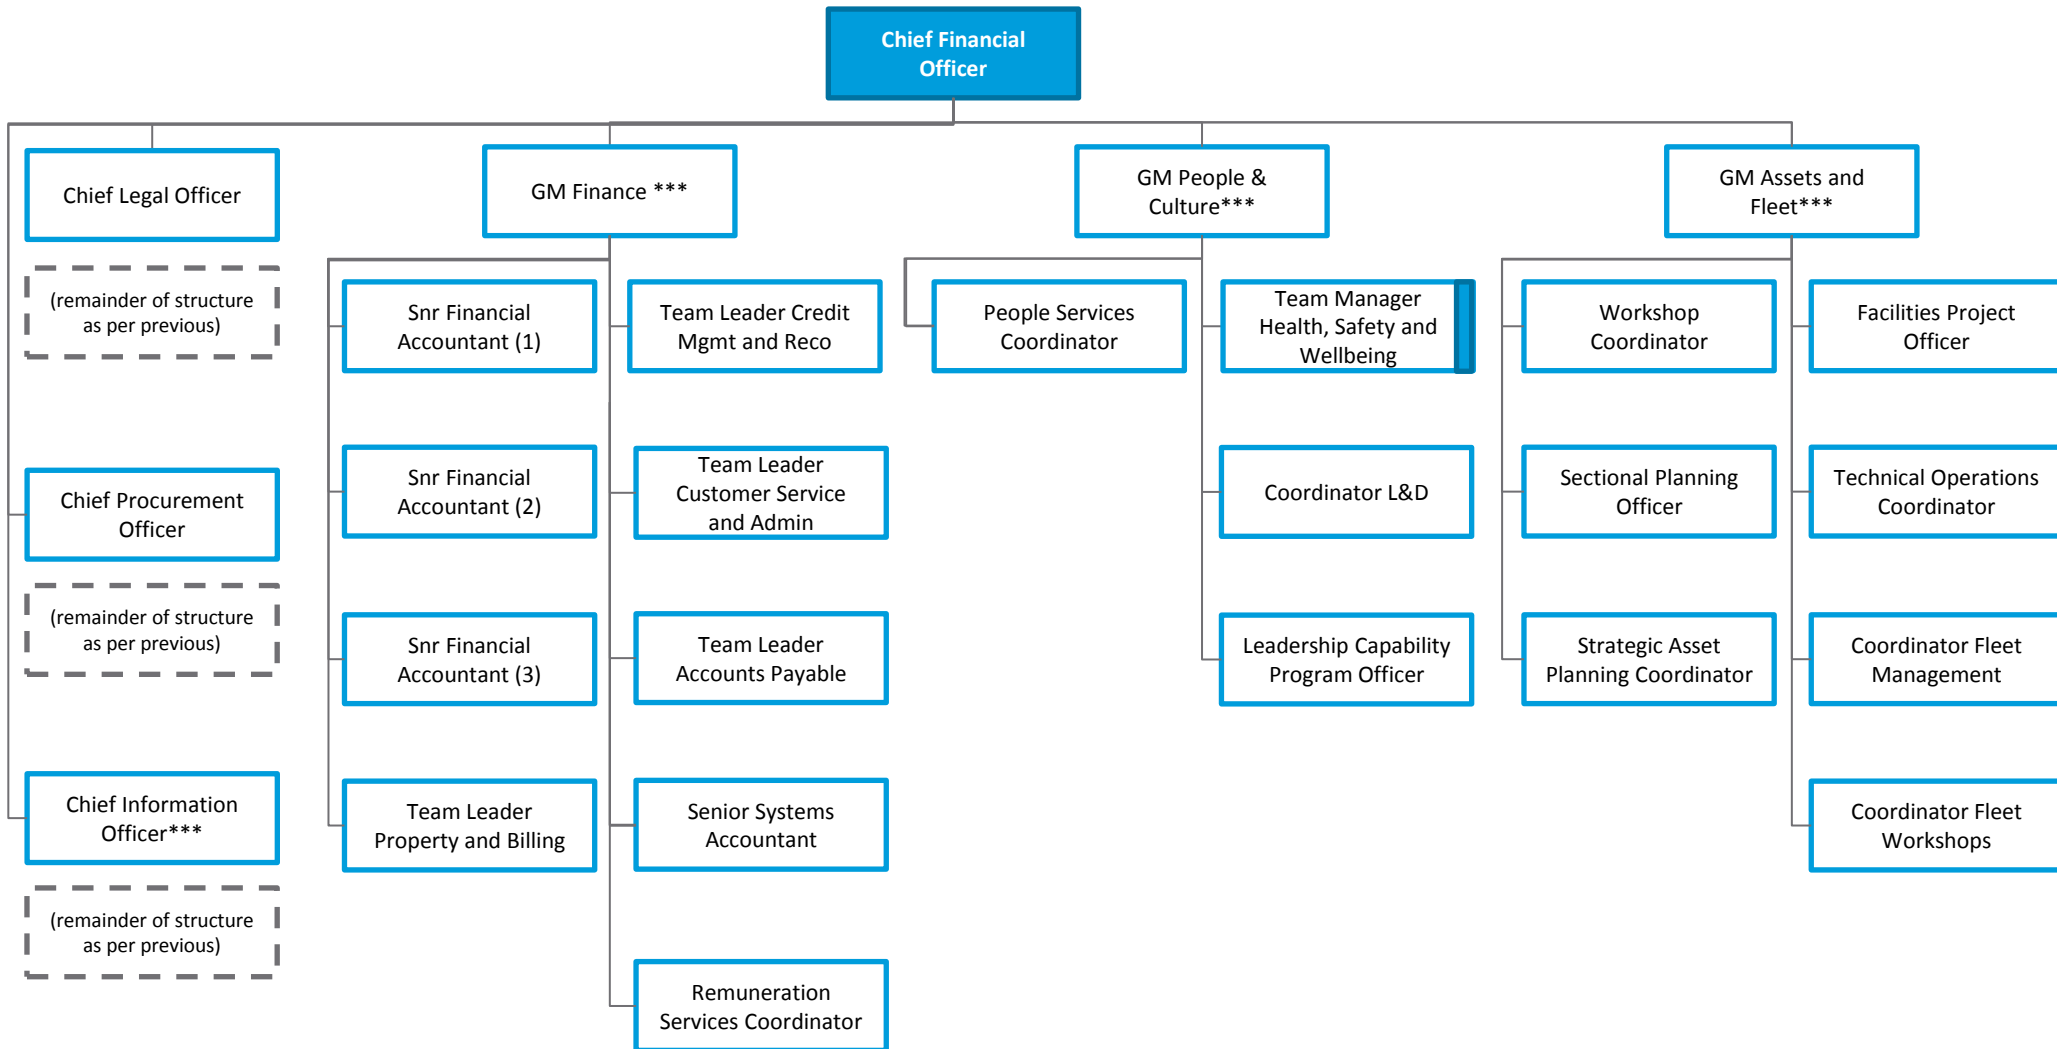 Chief Financial
Officer
Chief Legal Officer
GM Finance ***
GM People &
Culture***
GM Assets and
Fleet***
(remainder of structure
as per previous)
Snr Financial
Accountant (1)
Team Leader Credit
Mgmt and Reco
People Services
Coordinator
Team Manager
Health, Safety and
Wellbeing
Workshop
Coordinator
Facilities Project
Officer
Chief Procurement
Officer
Snr Financial
Accountant (2)
Team Leader
Customer Service
and Admin
Coordinator L&D
Sectional Planning
Officer
Technical Operations
Coordinator
(remainder of structure
as per previous)
Snr Financial
Accountant (3)
Team Leader
Accounts Payable
Leadership Capability
Program Officer
Strategic Asset
Planning Coordinator
Coordinator Fleet
Management
Chief Information
Officer***
Team Leader
Property and Billing
Senior Systems
Accountant
Coordinator Fleet
Workshops
(remainder of structure
as per previous)
Remuneration
Services Coordinator